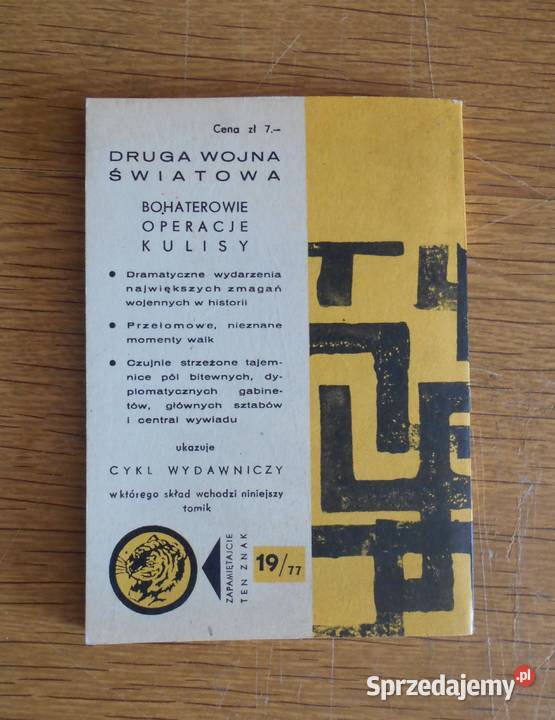 Cena zł 7.–
DRUGA WOJNA
ŚWIATOWA
BOHATEROWIE
OPERACJE
KULISY
● Dramatyczne wydarzenia
największych zmagań
wojennych w historii
● Przełomowe, nieznane
momenty walk
● Czujnie strzeżone tajem-
nice pól bitewnych, dy-
plomatycznych gabine-
tów, głównych sztabów
i central wywiadu
ukazuje
CYKL WYDAWNICZY
w którego skład wchodzi niniejszy
tomik
ZAPAMIĘTAJCIE
TEN ZNAK
19/77
Sprzedajemy.pl